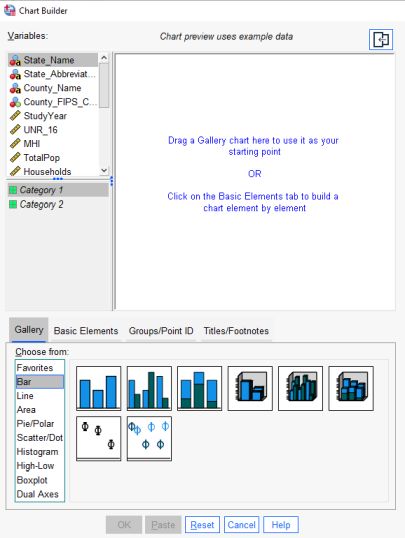 Chart Builder
Variables:
Chart preview uses example data
State_Name
State_Abbreviat...
County_Name
County_FIPS_C...
StudyYear
UNR_16
MHI
TotalPop
Households
Category 1
Category 2
Drag a Gallery chart here to use it as your
starting point
OR
Click on the Basic Elements tab to build a
chart element by element
Gallery Basic Elements Groups/Point ID Titles/Footnotes
Choose from:
Favorites
Bar
Line
Area
Pie/Polar
Scatter/Dot
Histogram
High-Low
Boxplot
Dual Axes
OK Paste Reset Cancel Help